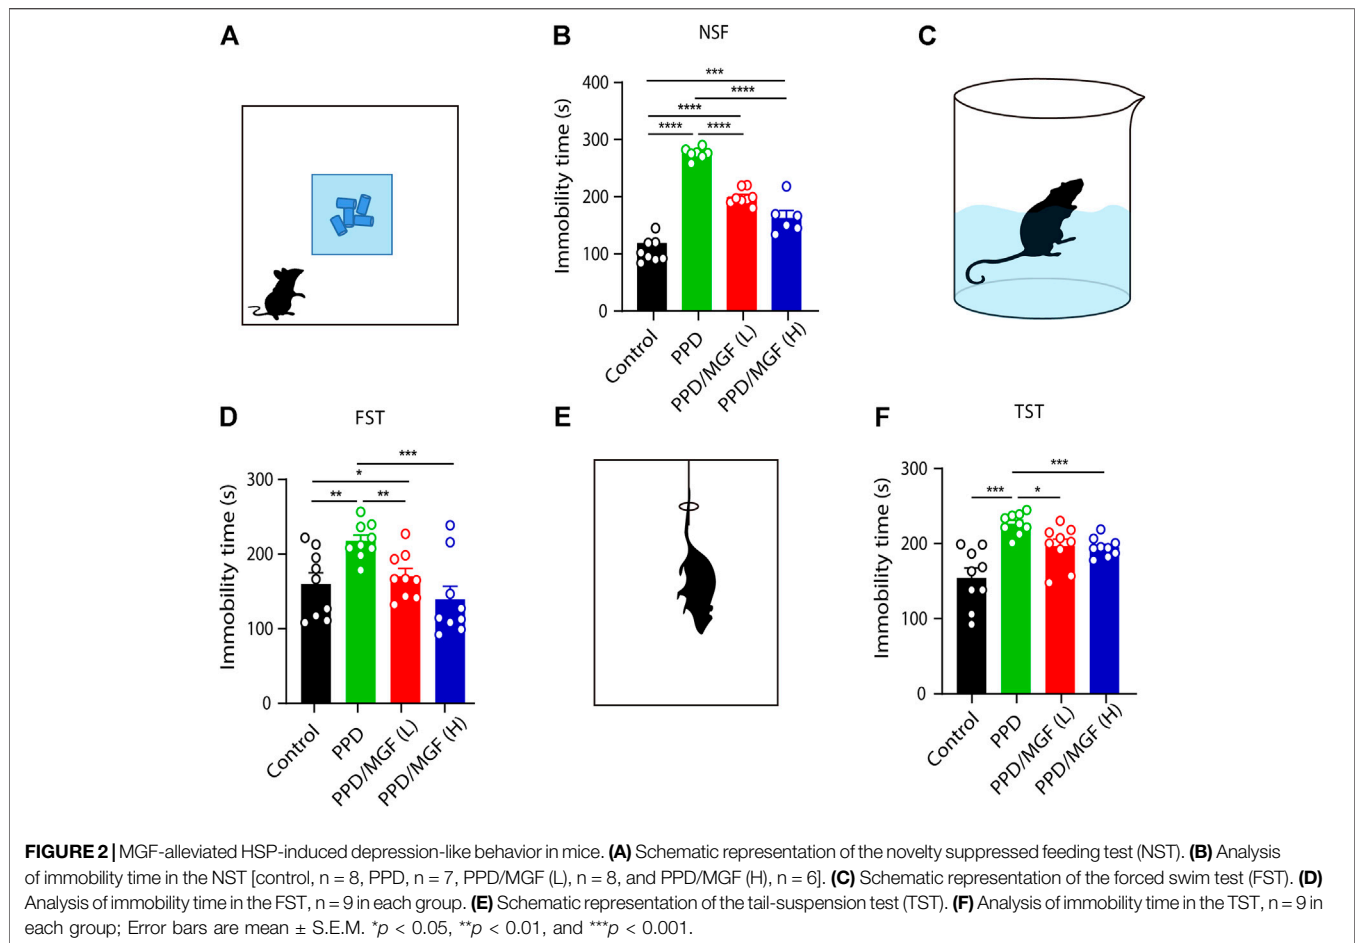 A
B
NSF
C
Immobility time (s)
400
300
200
100
0
***
****
****
**** ****
Control
PPD
PPD/MGF (L)
PPD/MGF (H)
D
FST
Immobility time (s)
300
200
100
0
***
*
** **
Control
PPD
PPD/MGF (L)
PPD/MGF (H)
E
F
TST
Immobility time (s)
300
200
100
0
***
*** *
Control
PPD
PPD/MGF (L)
PPD/MGF (H)
FIGURE 2 | MGF-alleviated HSP-induced depression-like behavior in mice. (A) Schematic representation of the novelty suppressed feeding test (NST). (B) Analysis
of immobility time in the NST [control, n = 8, PPD, n = 7, PPD/MGF (L), n = 8, and PPD/MGF (H), n = 6]. (C) Schematic representation of the forced swim test (FST). (D)
Analysis of immobility time in the FST, n = 9 in each group. (E) Schematic representation of the tail-suspension test (TST). (F) Analysis of immobility time in the TST, n = 9 in
each group; Error bars are mean ± S.E.M. *p < 0.05, **p < 0.01, and ***p < 0.001.